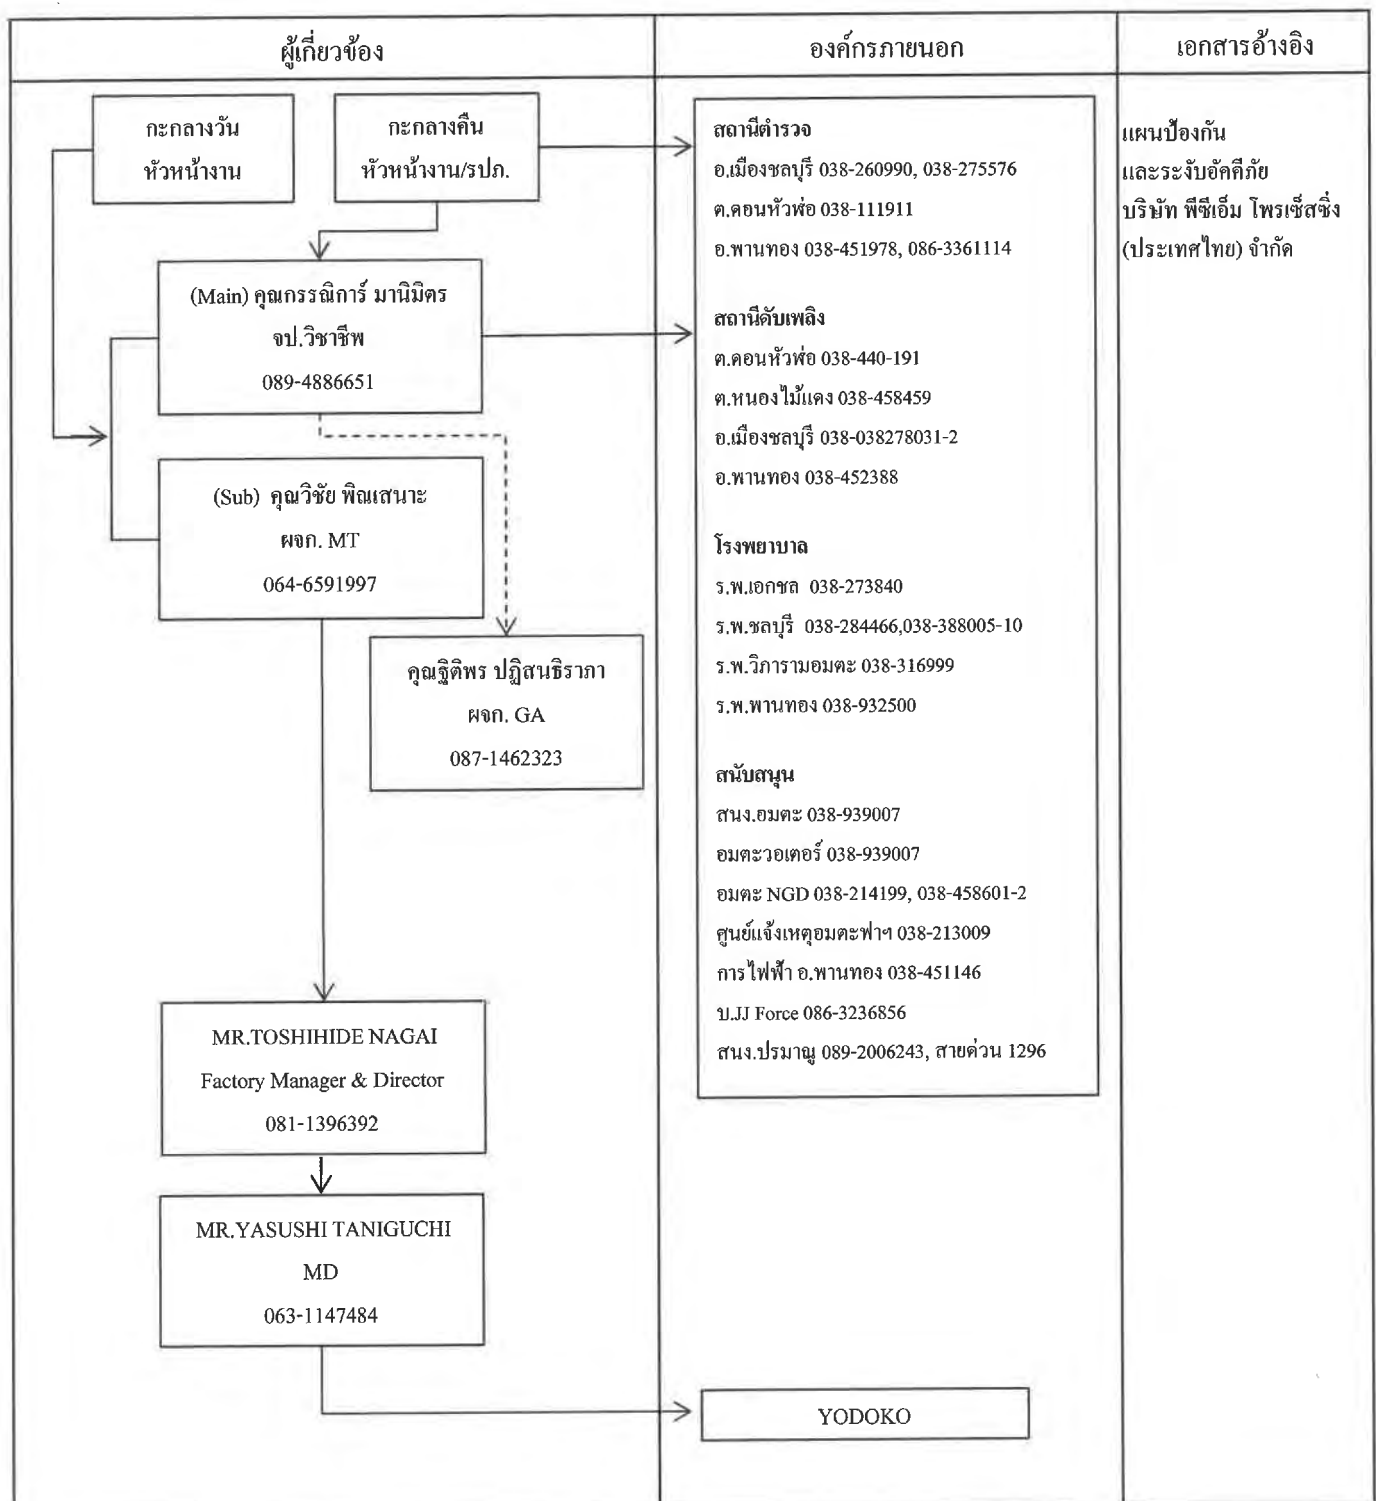 ผู้เกี่ยวข้อง
องค์กรภายนอก
เอกสารอ้างอิง
กะกลางวัน
หัวหน้างาน
กะกลางคืน
หัวหน้างาน/รปภ.
(Main) คุณกรรณิการ์ มานิมิตร
จป.วิชาชีพ
089-4886651
(Sub) คุณวิชัย พิณเสนาะ
ผจก. MT
064-6591997
คุณฐิติพร ปฏิสนธิราภา
ผจก. GA
087-1462323
MR.TOSHIHIDE NAGAI
Factory Manager & Director
081-1396392
MR.YASUSHI TANIGUCHI
MD
063-1147484
สถานีตำรวจ
อ.เมืองชลบุรี 038-260990, 038-275576
ต.ดอนหัวฬ่อ 038-111911
อ.พานทอง 038-451978, 086-3361114
สถานีดับเพลิง
ต.ดอนหัวฬ่อ 038-440-191
ต.หนองไม้แดง 038-458459
อ.เมืองชลบุรี 038-038278031-2
อ.พานทอง 038-452388
โรงพยาบาล
ร.พ.เอกชล 038-273840
ร.พ.ชลบุรี 038-284466,038-388005-10
ร.พ.วิภารามอมตะ 038-316999
ร.พ.พานทอง 038-932500
สนับสนุน
สนง.อมตะ 038-939007
อมตะวอเตอร์ 038-939007
อมตะ NGD 038-214199, 038-458601-2
ศูนย์แจ้งเหตุอมตะฟาฯ 038-213009
การไฟฟ้า อ.พานทอง 038-451146
บ.JJ Force 086-3236856
สนง.ปรมาณู 089-2006243, สายด่วน 1296
YODOKO
แผนป้องกัน
และระงับอัคคีภัย
บริษัท พีซีเอ็ม โพรเซ็สซิ่ง
(ประเทศไทย) จำกัด